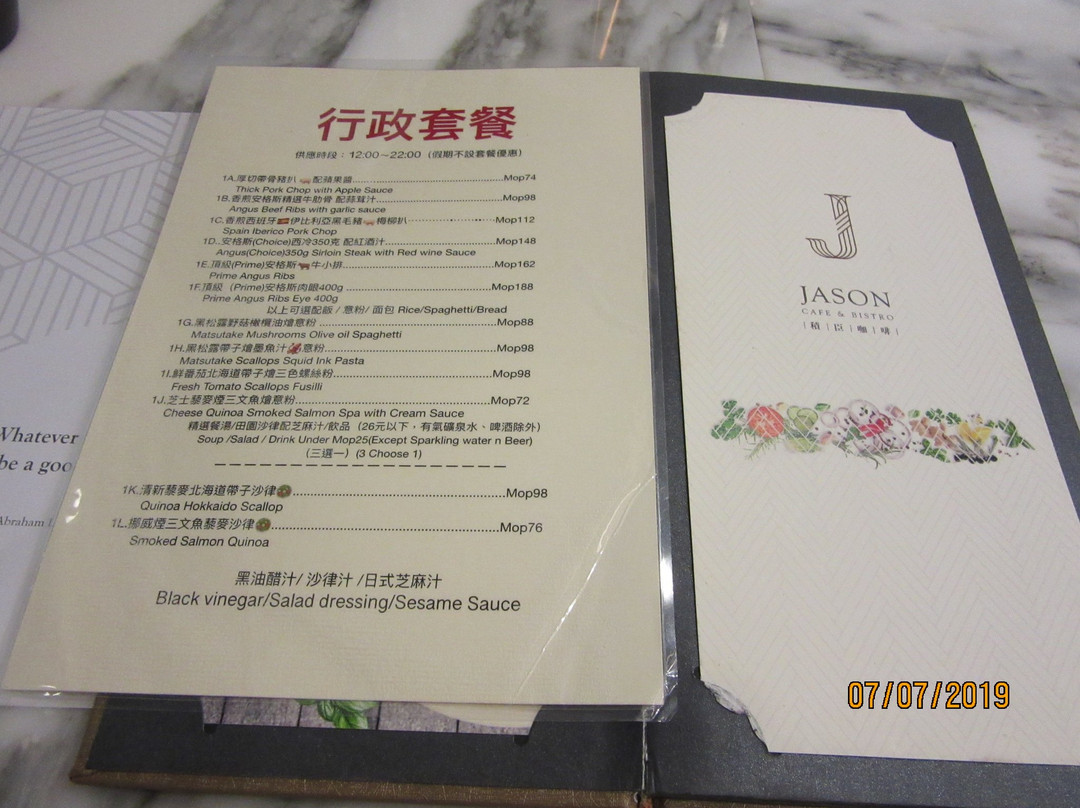 行政套餐
供應時段：12:00~22:00（假期不設套餐優惠）
1A.厚切帶骨豬扒 配蘋果醬........Mop74
Thick Pork Chop with Apple Sauce
1B.香煎安格斯精選牛肋骨 配蒜茸汁........Mop98
Angus Beef Ribs with garlic sauce
1C.香煎西班牙 伊比利亞黑毛豬 梅柳扒........Mop112
Spain Iberico Pork Chop
1D..安格斯(Choice)西冷350克 配紅酒汁........Mop148
Angus(Choice)350g Sirloin Steak with Red wine Sauce
1E.頂級(Prime)安格斯 牛小排........Mop162
Prime Angus Ribs
1F.頂級（Prime)安格斯肉眼400g........Mop188
Prime Angus Ribs Eye 400g
以上可選配飯 / 意粉/ 面包 Rice/Spaghetti/Bread
1G.黑松露野菇橄欖油燴意粉........Mop88
Matsutake Mushrooms Olive oil Spaghetti
1H.黑松露帶子燴墨魚汁 意粉........Mop98
Matsutake Scallops Squid Ink Pasta
1I.鮮番茄北海道帶子燴三色螺絲粉........Mop98
Fresh Tomato Scallops Fusilli
1J.芝士藜麥煙三文魚燴意粉........Mop72
Cheese Quinoa Smoked Salmon Spa with Cream Sauce
精選餐湯/田園沙律配芝麻汁/飲品（26元以下，有氣礦泉水、啤酒除外）
Soup /Salad / Drink Under Mop25(Except Sparkling water n Beer)
（三選一）(3 Choose 1)
1K.清新藜麥北海道帶子沙律........Mop98
Quinoa Hokkaido Scallop
1L.挪威煙三文魚藜麥沙律........Mop76
Smoked Salmon Quinoa
黑油醋汁/ 沙律汁 /日式芝麻汁
Black vinegar/Salad dressing/Sesame Sauce
J
JASON
CAFE & BISTRO
｜積｜臣｜咖｜啡｜
Whatever
be a goo
Abraham L
07/07/2019